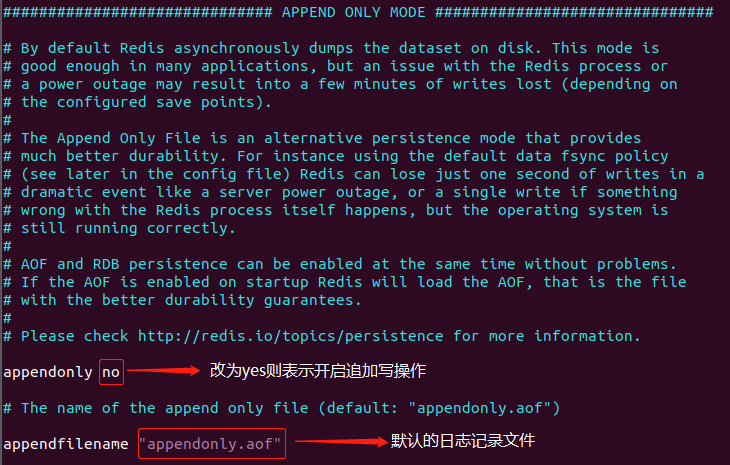 ############################## APPEND ONLY MODE ###############################
# By default Redis asynchronously dumps the dataset on disk. This mode is
# good enough in many applications, but an issue with the Redis process or
# a power outage may result into a few minutes of writes lost (depending on
# the configured save points).
#
# The Append Only File is an alternative persistence mode that provides
# much better durability. For instance using the default data fsync policy
# (see later in the config file) Redis can lose just one second of writes in a
# dramatic event like a server power outage, or a single write if something
# wrong with the Redis process itself happens, but the operating system is
# still running correctly.
#
# AOF and RDB persistence can be enabled at the same time without problems.
# If the AOF is enabled on startup Redis will load the AOF, that is the file
# with the better durability guarantees.
#
# Please check http://redis.io/topics/persistence for more information.
appendonly no 改为yes则表示开启追加写操作
# The name of the append only file (default: "appendonly.aof")
appendfilename "appendonly.aof" 默认的日志记录文件